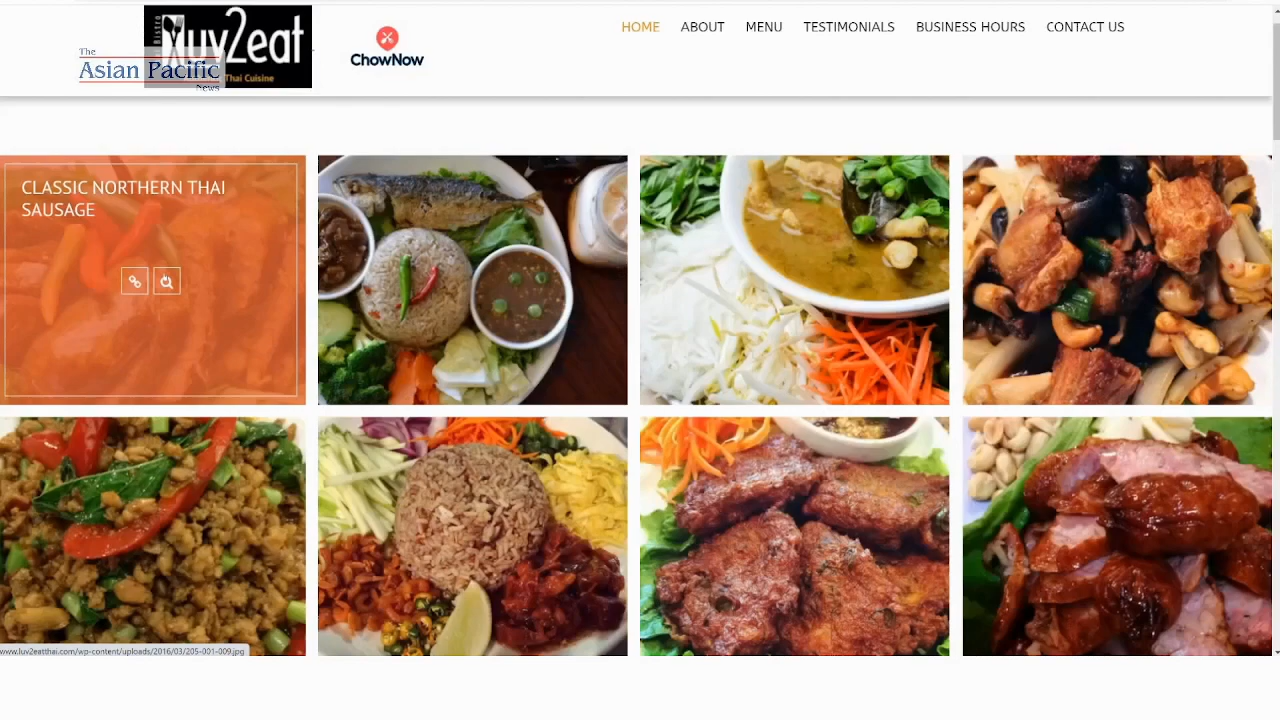 Luv2eat
Bistro
Thai Cuisine
The
Asian Pacific
News
ChowNow
HOME
ABOUT
MENU
TESTIMONIALS
BUSINESS HOURS
CONTACT US
CLASSIC NORTHERN THAI
SAUSAGE
www.luv2eatthai.com/wp-content/uploads/2016/03/205-001-009.jpg